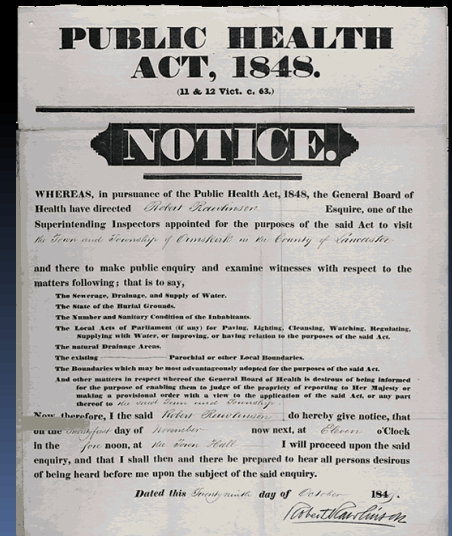 PUBLIC HEALTH
ACT, 1848.
(11 & 12 Vict. c. 63.)
NOTICE.
WHEREAS, in pursuance of the Public Health Act, 1848, the General Board of
Health have directed Robert Rawlinson Esquire, one of the
Superintending Inspectors appointed for the purposes of the said Act to visit
the Town and Township of Ormskirk in the County of Lancaster
and there to make public enquiry and examine witnesses with respect to the
matters following; that is to say,
The Sewerage, Drainage, and Supply of Water.
The State of the Burial Grounds.
The Number and Sanitary Condition of the Inhabitants.
The Local Acts of Parliament (if any) for Paving, Lighting, Cleansing, Watching, Regulating,
Supplying with Water, or improving, or having relation to the purposes of the said Act.
The natural Drainage Areas.
The existing Parochial or other Local Boundaries.
The Boundaries which may be most advantageously adopted for the purposes of the said Act.
And other matters in respect whereof the General Board of Health is desirous of being informed
for the purpose of enabling them to judge of the propriety of reporting to Her Majesty or
making a provisional order with a view to the application of the said Act, or any part
thereof to the said Town and Township.
Now, therefore, I the said Robert Rawlinson do hereby give notice, that
on the day of November now next, at Eleven o'Clock
in the fore noon, at the Town Hall I will proceed upon the said
enquiry, and that I shall then and there be prepared to hear all persons desirous
of being heard before me upon the subject of the said enquiry.
Dated this Twenty ninth day of October 1849.
Robert Rawlinson